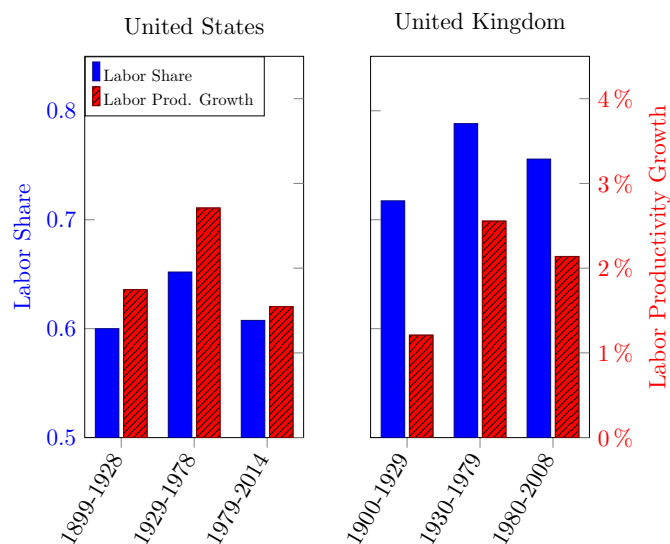 United States
United Kingdom
Labor Share
Labor Prod. Growth
0.8
0.7
0.6
0.5
Labor Share
4 %
3 %
2 %
1 %
0 %
Labor Productivity Growth
1899-1928
1929-1978
1979-2014
1900-1929
1930-1979
1980-2008